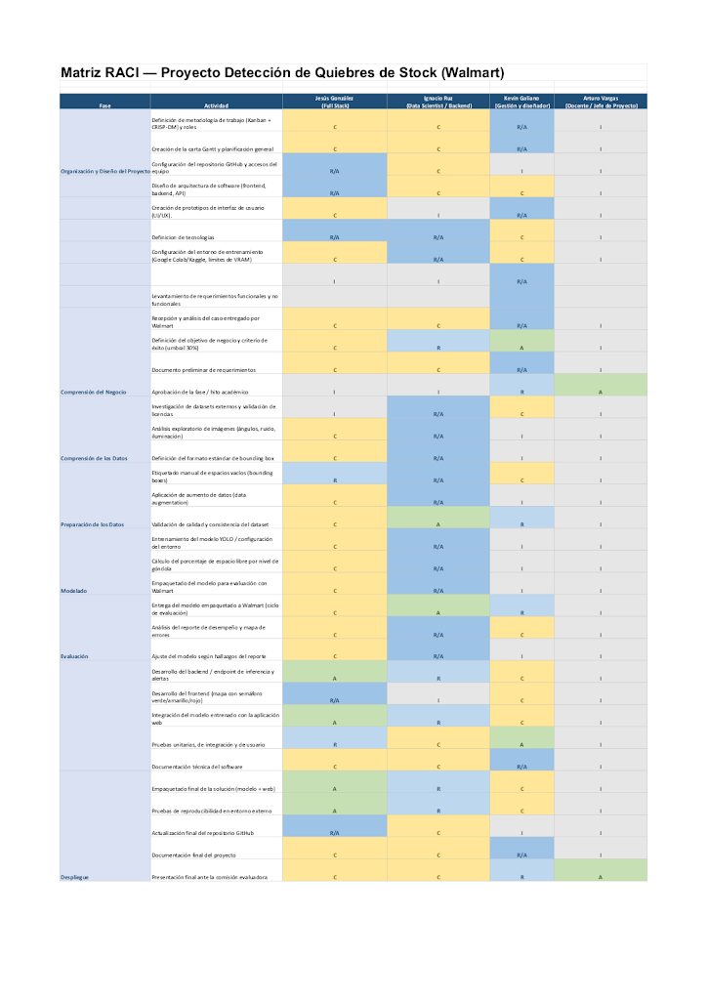 Matriz RACI — Proyecto Detección de Quiebres de Stock (Walmart)
Fase Actividad Jesús González (Full Stack) Ignacio Ruz (Data Scientist / Backend) Kevin Galiano (Gestión y diseñador) Arturo Vargas (Docente / Jefe de Proyecto)
Definición de metodología de trabajo (Kanban + CRISP-DM) y roles C C R/A I
Creación de la carta Gantt y planificación general C C R/A I
Organización y Diseño del Proyecto Configuración del repositorio GitHub y accesos del equipo R/A C I I
Diseño de arquitectura de software (frontend, backend, API) R/A C C I
Creación de prototipos de interfaz de usuario (UI/UX). C I R/A I
Definicion de tecnologías R/A R/A C I
Configuración del entorno de entrenamiento (Google Colab/Kaggle, límites de VRAM) C R/A C I
I I R/A
Levantamiento de requerimientos funcionales y no funcionales
Recepción y análisis del caso entregado por Walmart C C R/A I
Definición del objetivo de negocio y criterio de éxito (umbral 30%) C R A I
Documento preliminar de requerimientos C C R/A I
Comprensión del Negocio Aprobación de la fase / hito académico I I R A
Investigación de datasets externos y validación de licencias I R/A C I
Análisis exploratorio de imágenes (ángulos, ruido, iluminación) C R/A I I
Comprensión de los Datos Definición del formato estándar de bounding box C R/A I I
Etiquetado manual de espacios vacíos (bounding boxes) R R/A C I
Aplicación de aumento de datos (data augmentation) C R/A I I
Preparación de los Datos Validación de calidad y consistencia del dataset C A R I
Entrenamiento del modelo YOLO / configuración del entorno C R/A I I
Cálculo del porcentaje de espacio libre por nivel de góndola C R/A I I
Modelado Empaquetado del modelo para evaluación con Walmart C R/A I I
Entrega del modelo empaquetado a Walmart (ciclo de evaluación) C A R I
Análisis del reporte de desempeño y mapa de errores C R/A C I
Evaluación Ajuste del modelo según hallazgos del reporte C R/A I I
Desarrollo del backend / endpoint de inferencia y alertas A R C I
Desarrollo del frontend (mapa con semáforo verde/amarillo/rojo) R/A I C I
Integración del modelo entrenado con la aplicación web A R C I
Pruebas unitarias, de integración y de usuario R C A I
Documentación técnica del software C C R/A I
Empaquetado final de la solución (modelo + web) A R C I
Pruebas de reproducibilidad en entorno externo A R C I
Actualización final del repositorio GitHub R/A C I I
Documentación final del proyecto C C R/A I
Despliegue Presentación final ante la comisión evaluadora C C R A